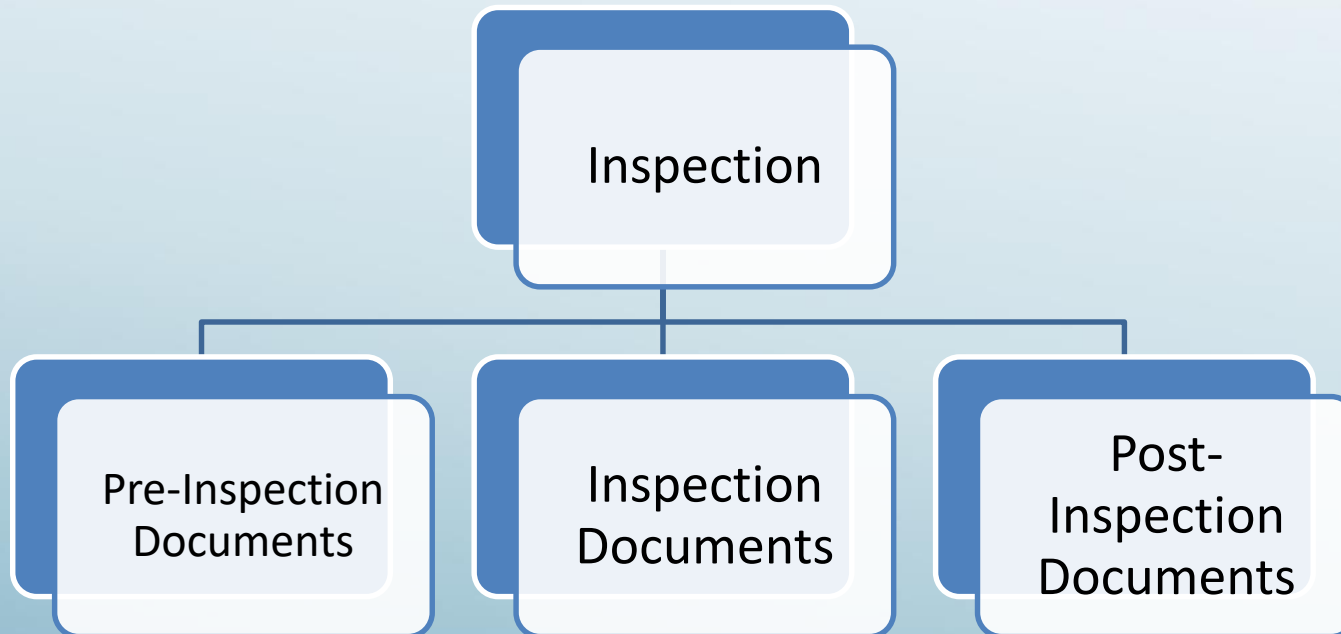 Inspection
Pre-Inspection
Documents
Inspection
Documents
Post-
Inspection
Documents